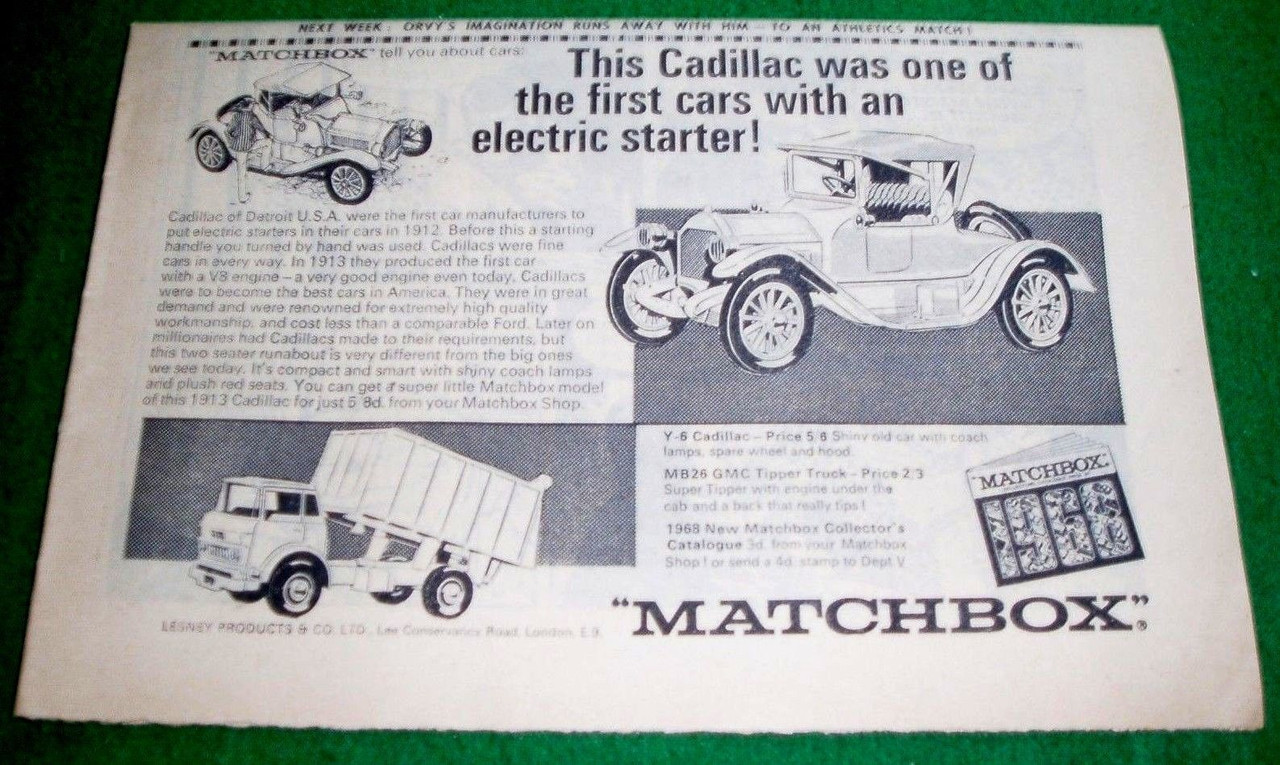 NEXT WEEK: ORVY'S IMAGINATION RUNS AWAY WITH HIM — TO AN ATHLETICS MATCH!
"MATCHBOX" tell you about cars:
This Cadillac was one of
the first cars with an
electric starter!
Cadillac of Detroit U.S.A. were the first car manufacturers to
put electric starters in their cars in 1912. Before this a starting
handle you turned by hand was used. Cadillacs were fine
cars in every way. In 1913 they produced the first car
with a V8 engine – a very good engine even today. Cadillacs
were to become the best cars in America. They were in great
demand and were renowned for extremely high quality
workmanship, and cost less than a comparable Ford. Later on
millionaires had Cadillacs made to their requirements, but
this two seater runabout is very different from the big ones
we see today. It's compact and smart with shiny coach lamps
and plush red seats. You can get a super little Matchbox model
of this 1913 Cadillac for just 5 8d. from your Matchbox Shop.
Y-6 Cadillac – Price 5/6 Shiny old car with coach
lamps, spare wheel and hood.
MB26 GMC Tipper Truck – Price 2/3
Super Tipper with engine under the
cab and a back that really tips!
1968 New Matchbox Collector's
Catalogue 3d. from your Matchbox
Shop! or send a 4d. stamp to Dept V
"MATCHBOX"
"MATCHBOX"®
LESNEY PRODUCTS & CO. LTD., Lee Conservancy Road, London, E.9.